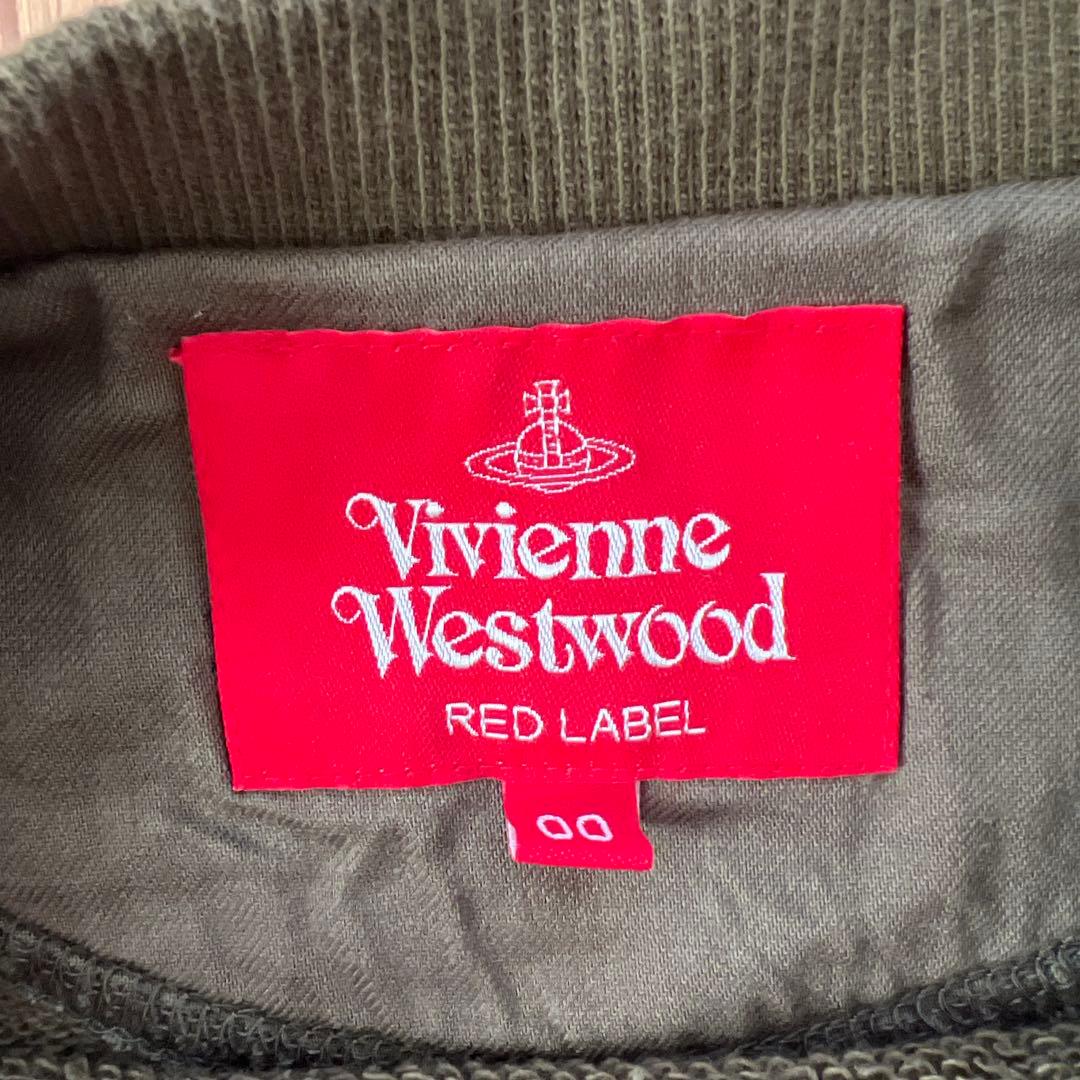 Vivienne
Westwood
RED LABEL
00